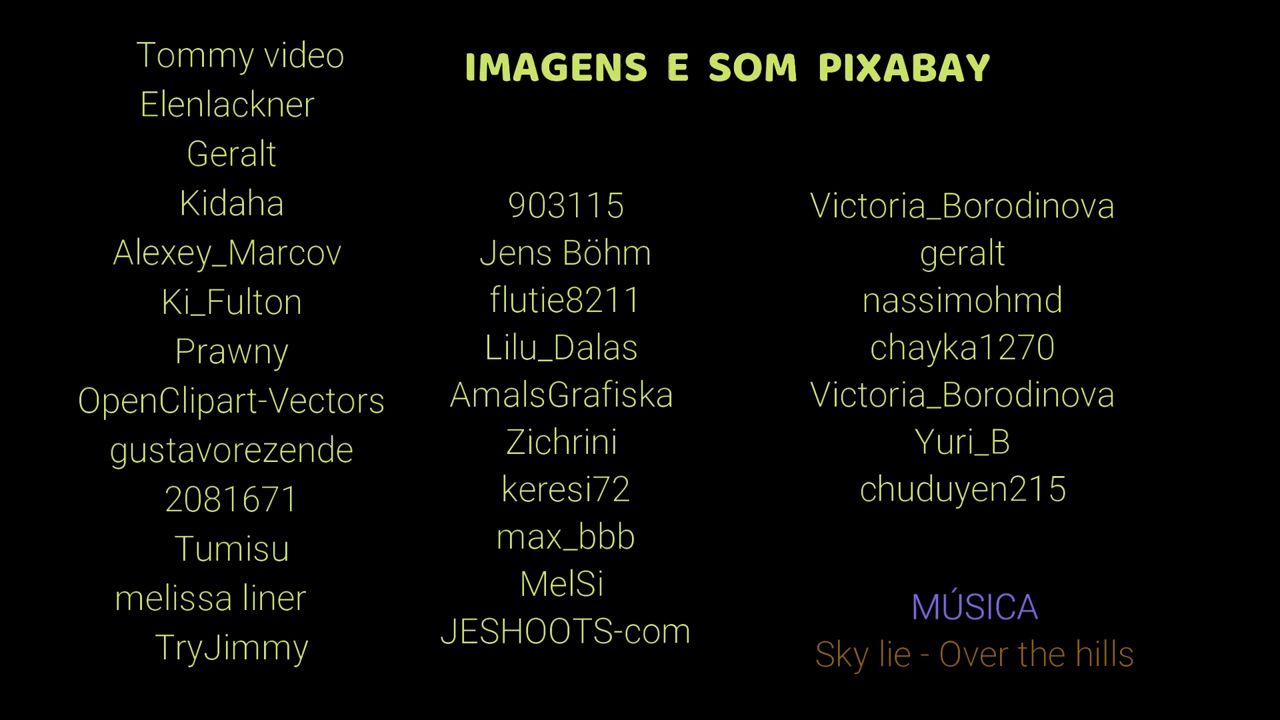 IMAGENS E SOM PIXABAY
Tommy video
Elenlackner
Geralt
Kidaha
Alexey_Marcov
Ki_Fulton
Prawny
OpenClipart-Vectors
gustavorezende
2081671
Tumisu
melissa liner
TryJimmy
903115
Jens Böhm
flutie8211
Lilu_Dalas
AmalsGrafiska
Zichrini
keresi72
max_bbb
MelSi
JESHOOTS-com
Victoria_Borodinova
geralt
nassimohmd
chayka1270
Victoria_Borodinova
Yuri_B
chuduyen215
MÚSICA
Sky lie - Over the hills